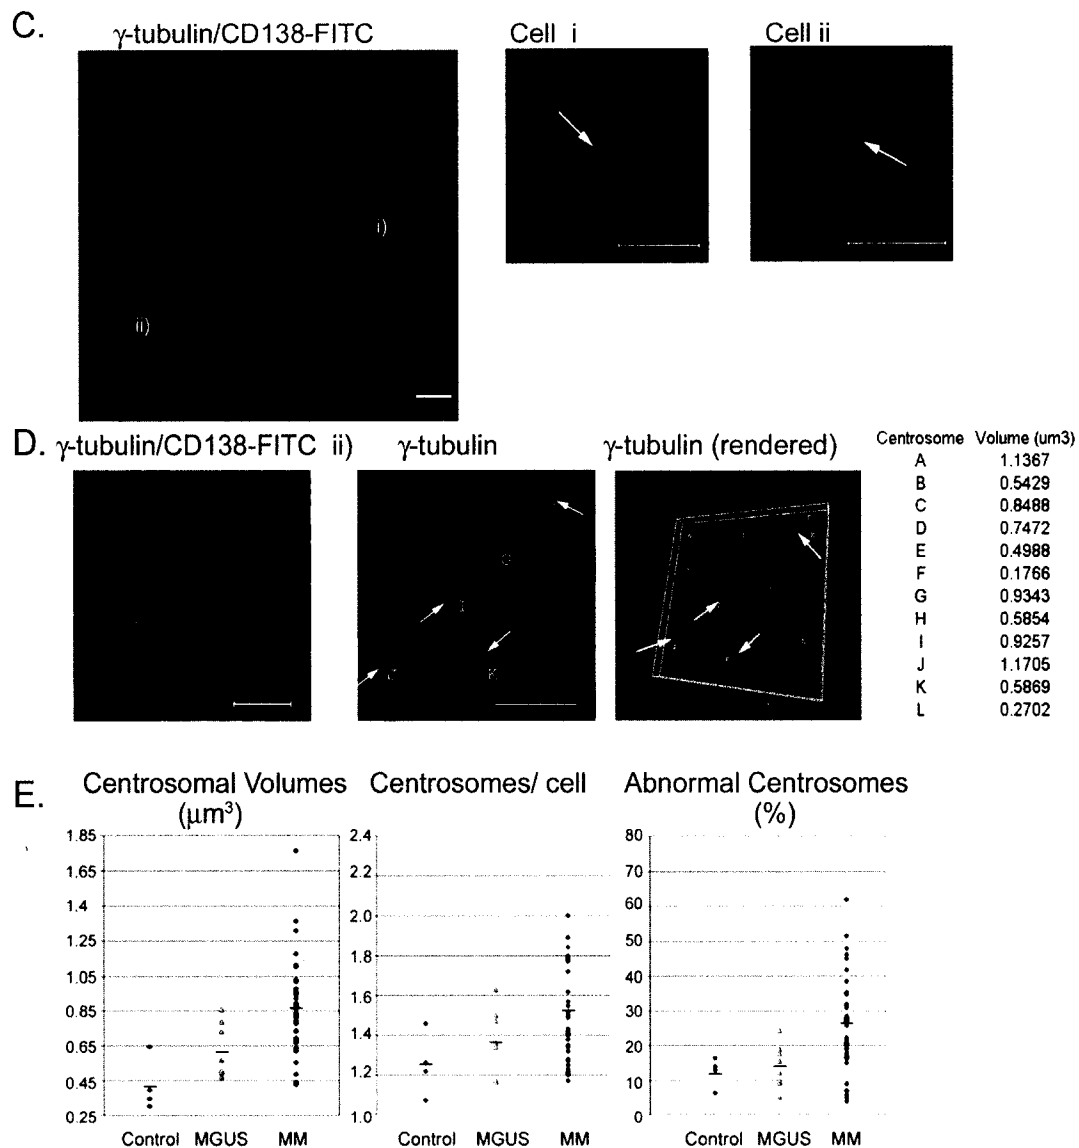 C.
γ-tubulin/CD138-FITC
Cell i
Cell ii
i)
ii)
D.
γ-tubulin/CD138-FITC ii)
γ-tubulin
γ-tubulin (rendered)
G
I
K
Centrosome Volume (um3)
A 1.1367
B 0.5429
C 0.8488
D 0.7472
E 0.4988
F 0.1766
G 0.9343
H 0.5854
I 0.9257
J 1.1705
K 0.5869
L 0.2702
E.
Centrosomal Volumes
(μm³)
1.85
1.65
1.4
1.25
1.05
0.85
0.65
0.45
0.25
Control MGUS MM
Centrosomes/ cell
2.4
2.2
2.0
1.8
1.6
1.4
1.2
1.0
Control MGUS MM
Abnormal Centrosomes
(%)
80
70
60
50
40
30
20
10
0
Control MGUS MM